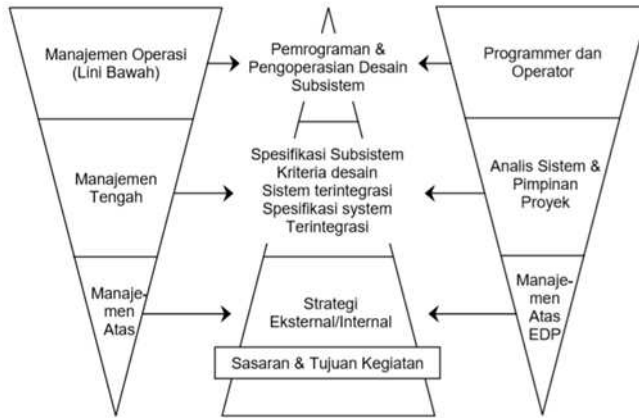 Manajemen Operasi
(Lini Bawah)
Pemrograman &
Pengoperasian Desain
Subsistem
Programmer dan
Operator
Manajemen
Tengah
Spesifikasi Subsistem
Kriteria desain
Sistem terintegrasi
Spesifikasi system
Terintegrasi
Analis Sistem &
Pimpinan
Proyek
Manaje-
men
Atas
Strategi
Eksternal/Internal
Manaje-
men
Atas
EDP
Sasaran & Tujuan Kegiatan